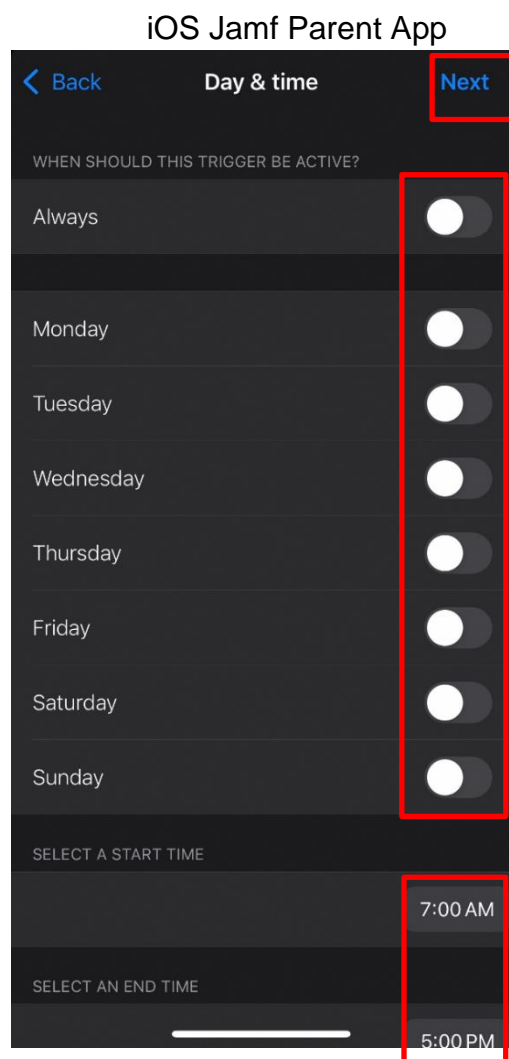 iOS Jamf Parent App
Back Day & time Next
WHEN SHOULD THIS TRIGGER BE ACTIVE?
Always
Monday
Tuesday
Wednesday
Thursday
Friday
Saturday
Sunday
SELECT A START TIME
7:00 AM
SELECT AN END TIME
5:00 PM